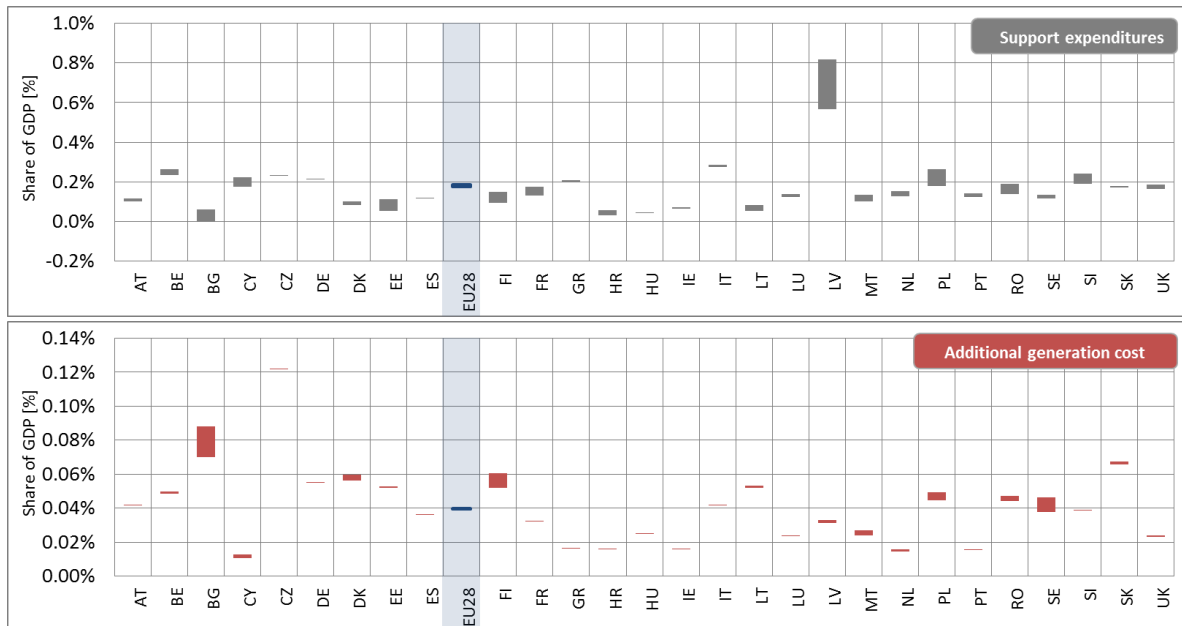 Support expenditures
Share of GDP [%]
1.0%
0.8%
0.6%
0.4%
0.2%
0.0%
-0.2%
AT BE BG CY CZ DE DK EE ES EU28 FI FR GR HR HU IE IT LT LU LV MT NL PL PT RO SE SI SK UK
Additional generation cost
Share of GDP [%]
0.14%
0.12%
0.10%
0.08%
0.06%
0.04%
0.02%
0.00%
AT BE BG CY CZ DE DK EE ES EU28 FI FR GR HR HU IE IT LT LU LV MT NL PL PT RO SE SI SK UK